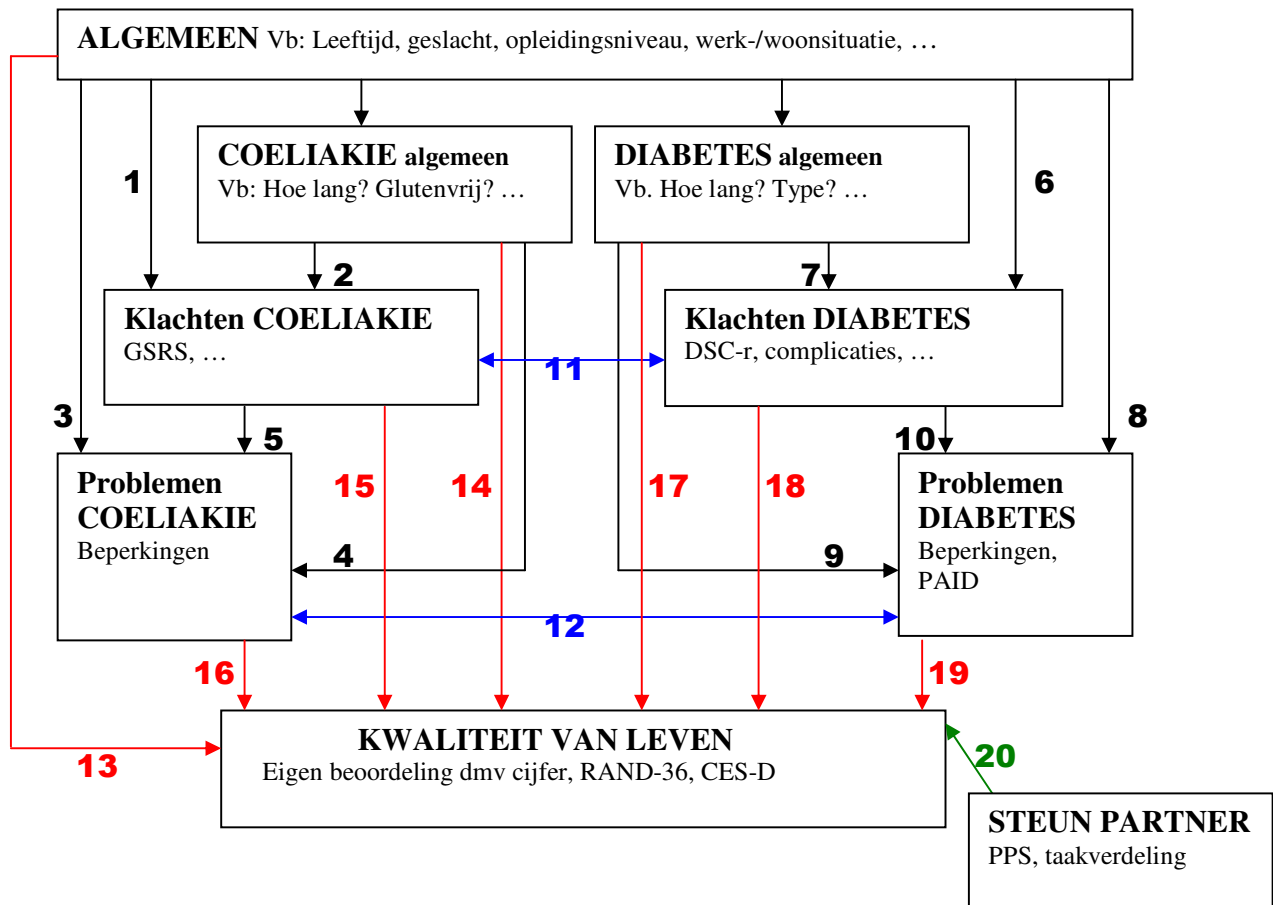 ALGEMEEN Vb: Leeftijd, geslacht, opleidingsniveau, werk-/woonsituatie, …
COELIAKIE algemeen
Vb: Hoe lang? Glutenvrij? …
DIABETES algemeen
Vb. Hoe lang? Type? …
1
6
2
7
Klachten COELIAKIE
GSRS, …
Klachten DIABETES
DSC-r, complicaties, …
11
3
5
10
8
Problemen
COELIAKIE
Beperkingen
15
14
17
18
Problemen
DIABETES
Beperkingen,
PAID
4
9
12
16
19
KWALITEIT VAN LEVEN
Eigen beoordeling dmv cijfer, RAND-36, CES-D
13
20
STEUN PARTNER
PPS, taakverdeling